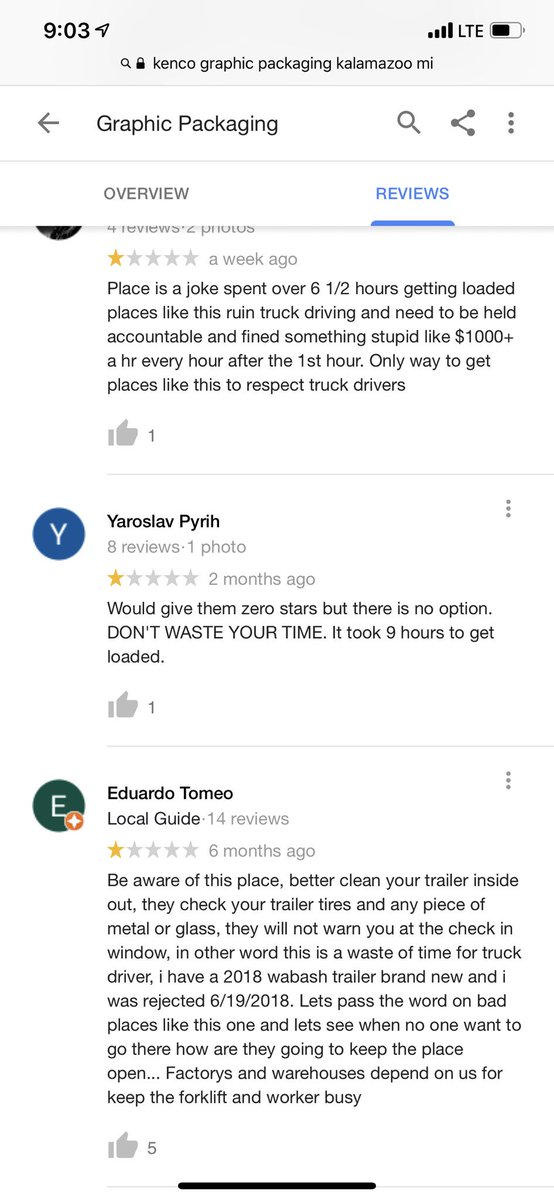 9:03
LTE
kenco graphic packaging kalamazoo mi
Graphic Packaging
OVERVIEW
REVIEWS
4 reviews·2 photos
a week ago
Place is a joke spent over 6 1/2 hours getting loaded
places like this ruin truck driving and need to be held
accountable and fined something stupid like $1000+
a hr every hour after the 1st hour. Only way to get
places like this to respect truck drivers
1
Y
Yaroslav Pyrih
8 reviews·1 photo
2 months ago
Would give them zero stars but there is no option.
DON'T WASTE YOUR TIME. It took 9 hours to get
loaded.
1
E
Eduardo Tomeo
Local Guide·14 reviews
6 months ago
Be aware of this place, better clean your trailer inside
out, they check your trailer tires and any piece of
metal or glass, they will not warn you at the check in
window, in other word this is a waste of time for truck
driver, i have a 2018 wabash trailer brand new and i
was rejected 6/19/2018. Lets pass the word on bad
places like this one and lets see when no one want to
go there how are they going to keep the place
open... Factorys and warehouses depend on us for
keep the forklift and worker busy
5